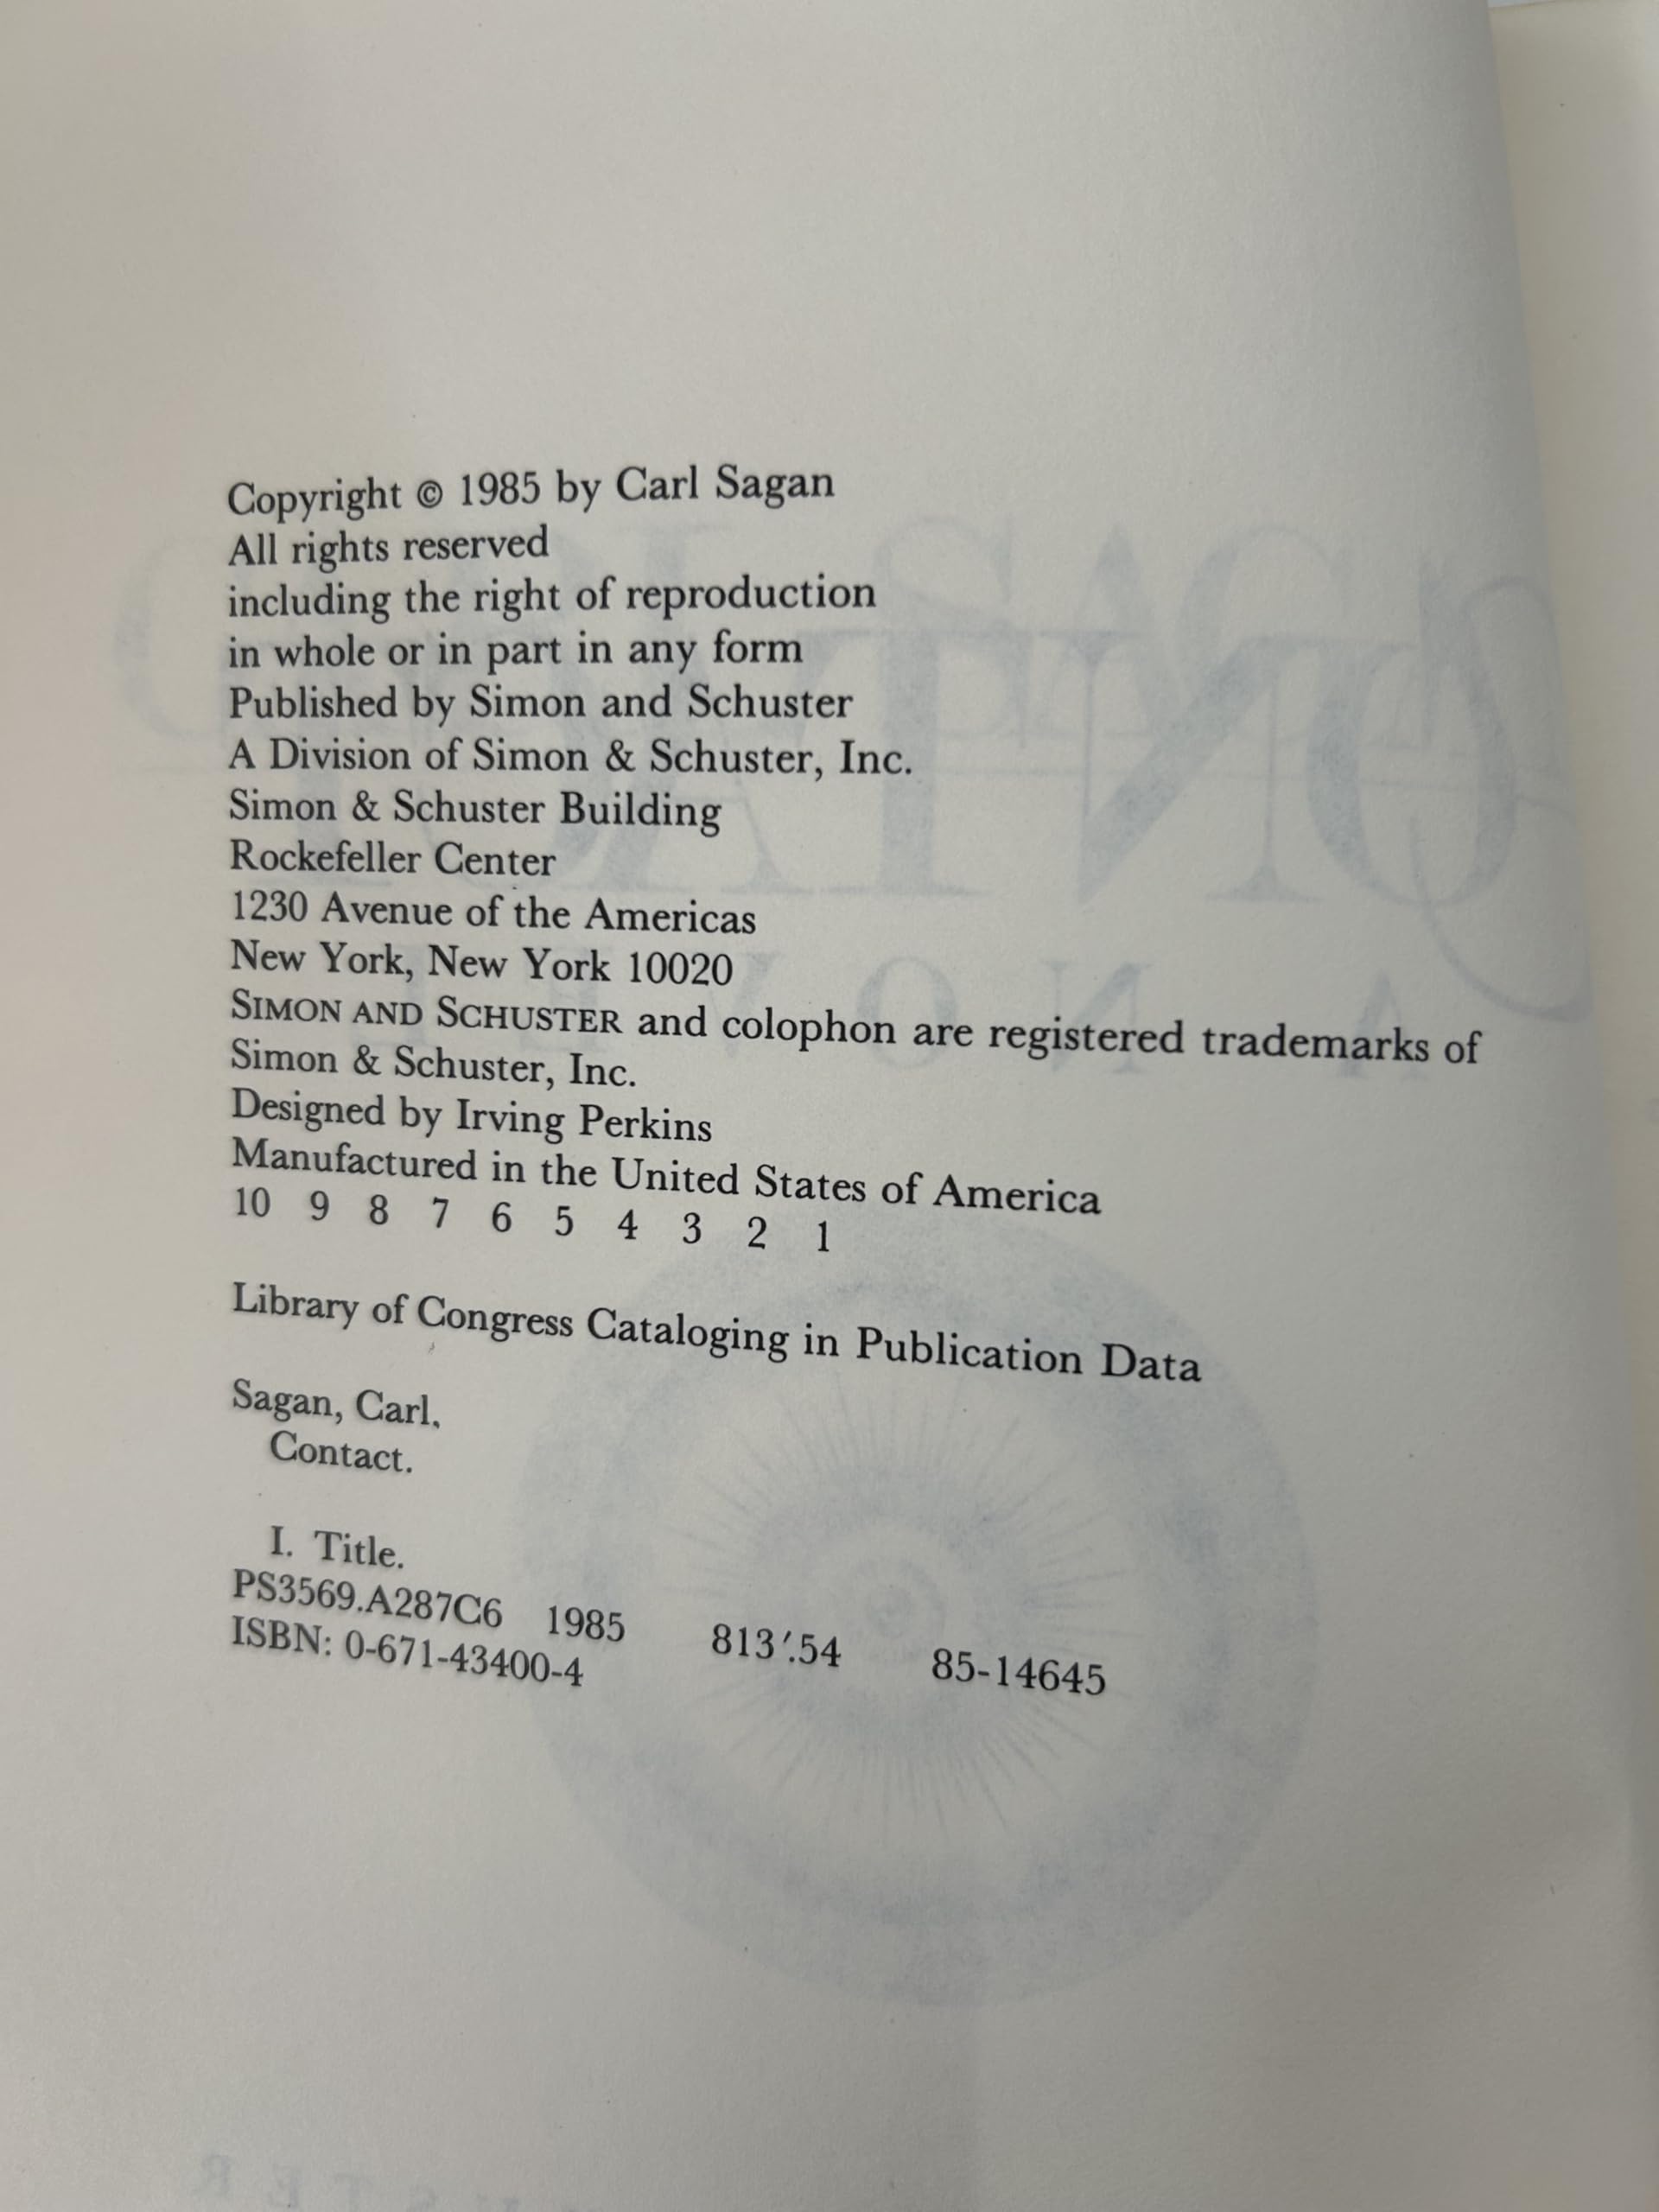 Copyright © 1985 by Carl Sagan
All rights reserved
including the right of reproduction
in whole or in part in any form
Published by Simon and Schuster
A Division of Simon & Schuster, Inc.
Simon & Schuster Building
Rockefeller Center
1230 Avenue of the Americas
New York, New York 10020
SIMON AND SCHUSTER and colophon are registered trademarks of
Simon & Schuster, Inc.
Designed by Irving Perkins
Manufactured in the United States of America
10 9 8 7 6 5 4 3 2 1
Library of Congress Cataloging in Publication Data
Sagan, Carl,
Contact.
I. Title.
PS3569.A287C6 1985 813′.54 85-14645
ISBN: 0-671-43400-4